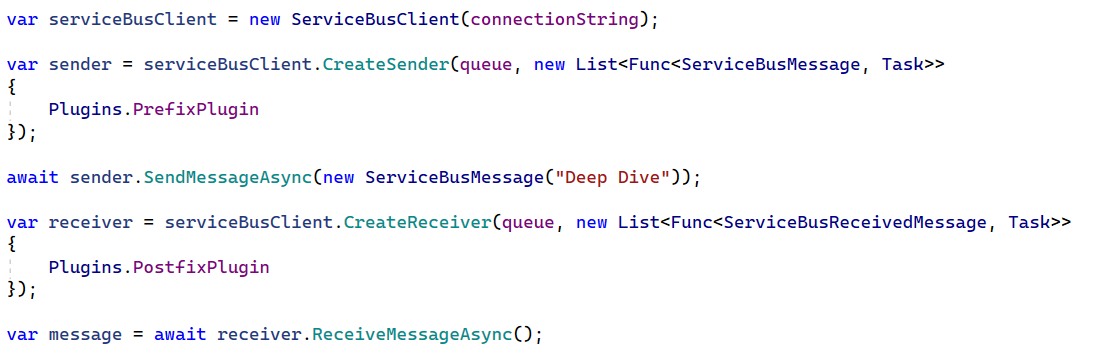 var serviceBusClient = new ServiceBusClient(connectionString);
var sender = serviceBusClient.CreateSender(queue, new List<Func<ServiceBusMessage, Task>>
{
    Plugins.PrefixPlugin
});
await sender.SendMessageAsync(new ServiceBusMessage("Deep Dive"));
var receiver = serviceBusClient.CreateReceiver(queue, new List<Func<ServiceBusReceivedMessage, Task>>
{
    Plugins.PostfixPlugin
});
var message = await receiver.ReceiveMessageAsync();